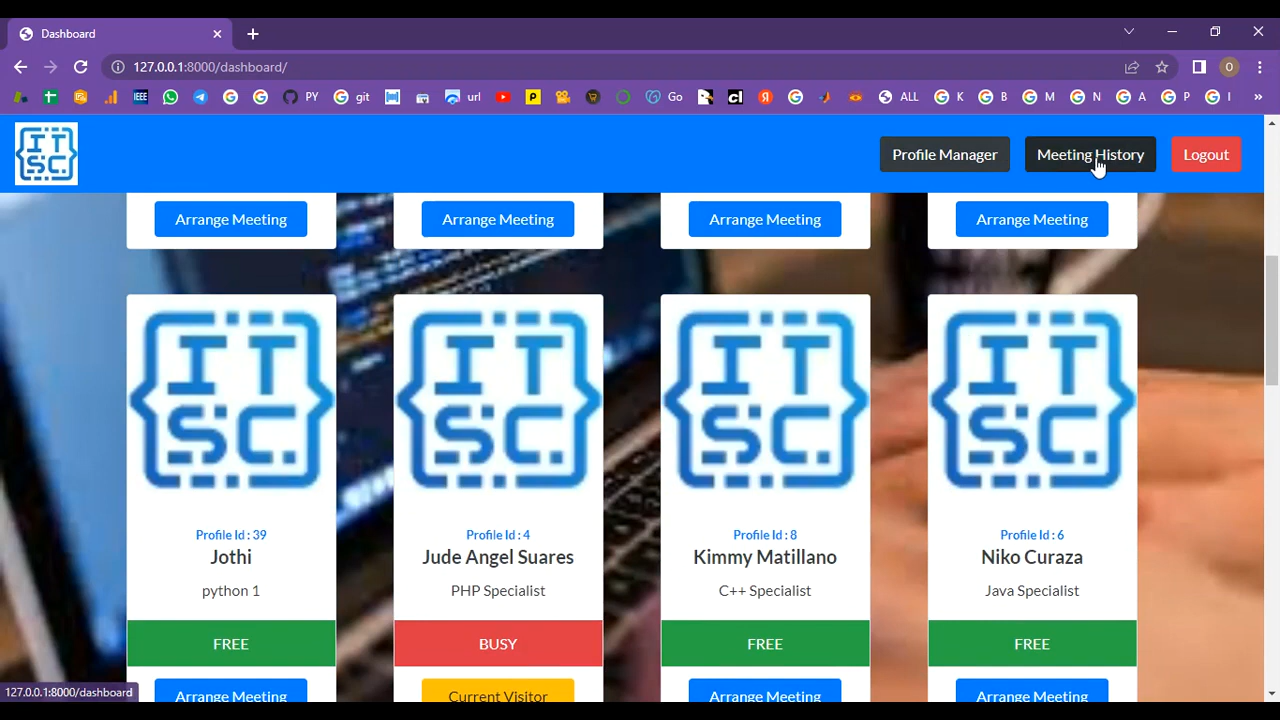 Dashboard
127.0.0.1:8000/dashboard/
O
IEEE
PY
git
url
P
Go
cl
Я
ALL
K
B
M
N
A
P
I
»
ITSC
Profile Manager
Meeting History
Logout
Arrange Meeting
Arrange Meeting
Arrange Meeting
Arrange Meeting
ITSC.
ITSC.
ITSC.
ITSC.
Profile Id : 39
Jothi
python 1
FREE
Arrange Meeting
Profile Id : 4
Jude Angel Suares
PHP Specialist
BUSY
Current Visitor
Profile Id : 8
Kimmy Matillano
C++ Specialist
FREE
Arrange Meeting
Profile Id : 6
Niko Curaza
Java Specialist
FREE
Arrange Meeting
127.0.0.1:8000/dashboard